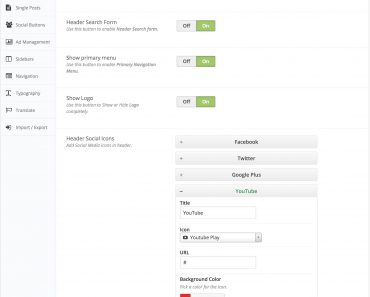 Single Posts
Social Buttons
Ad Management
Sidebars
Navigation
Typography
Translate
Import / Export
Header Search Form
Use this button to enable Header Search form.
Off On
Show primary menu
Use this button to enable Primary Navigation
Menu.
Off On
Show Logo
Use this button to Show or Hide Logo
completely.
Off On
Header Social Icons
Add Social Media icons in header.
+ Facebook
+ Twitter
+ Google Plus
– YouTube
Title
YouTube
Icon
Youtube Play
URL
#
Background Color
Pick a color for the icon.